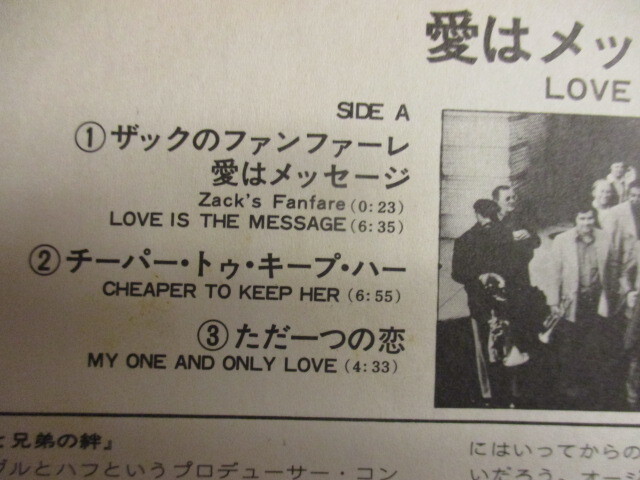 愛はメッ
LOVE
SIDE A
①ザックのファンファーレ
愛はメッセージ
Zack's Fanfare (0:23)
LOVE IS THE MESSAGE (6:35)
②チーパー・トゥ・キープ・ハー
CHEAPER TO KEEP HER (6:55)
③ただ一つの恋
MY ONE AND ONLY LOVE (4:33)
と兄弟の絆』
ブルとハフというプロデューサー・コン
にはいってからの
いだろう。オージ